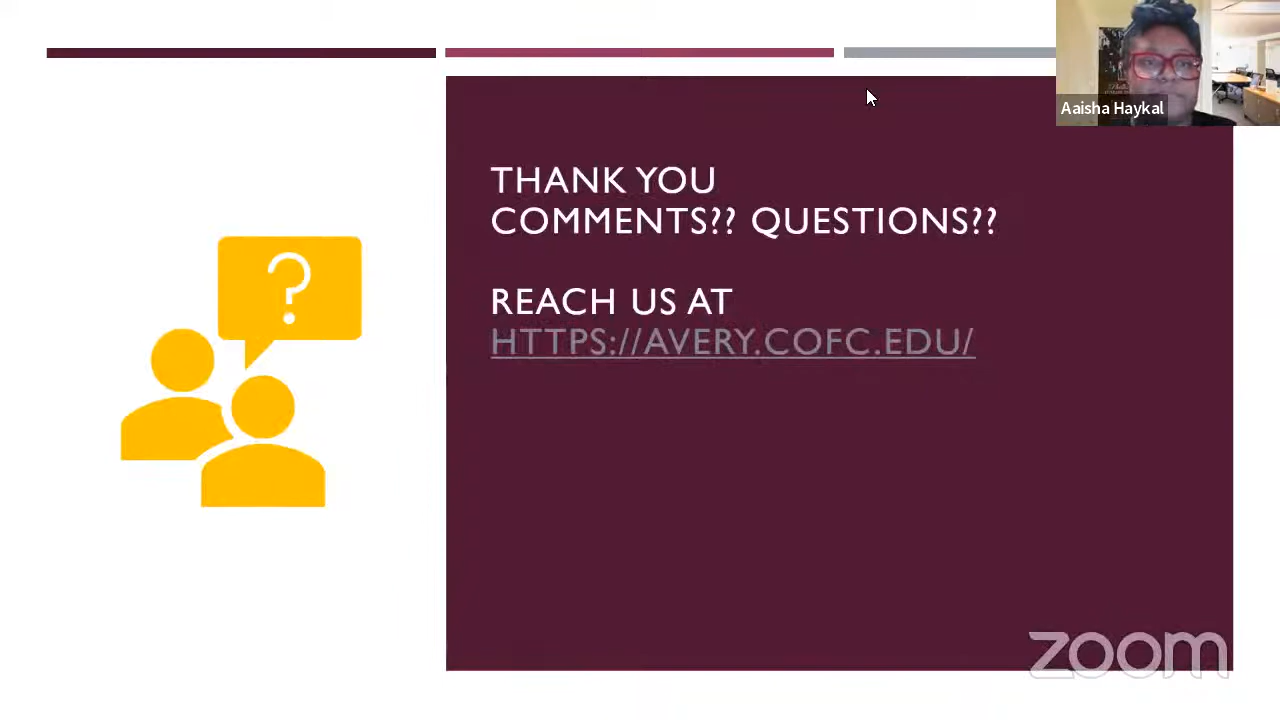 Aaisha Haykal
THANK YOU
COMMENTS?? QUESTIONS??
REACH US AT
HTTPS://AVERY.COFC.EDU/
?
zoom